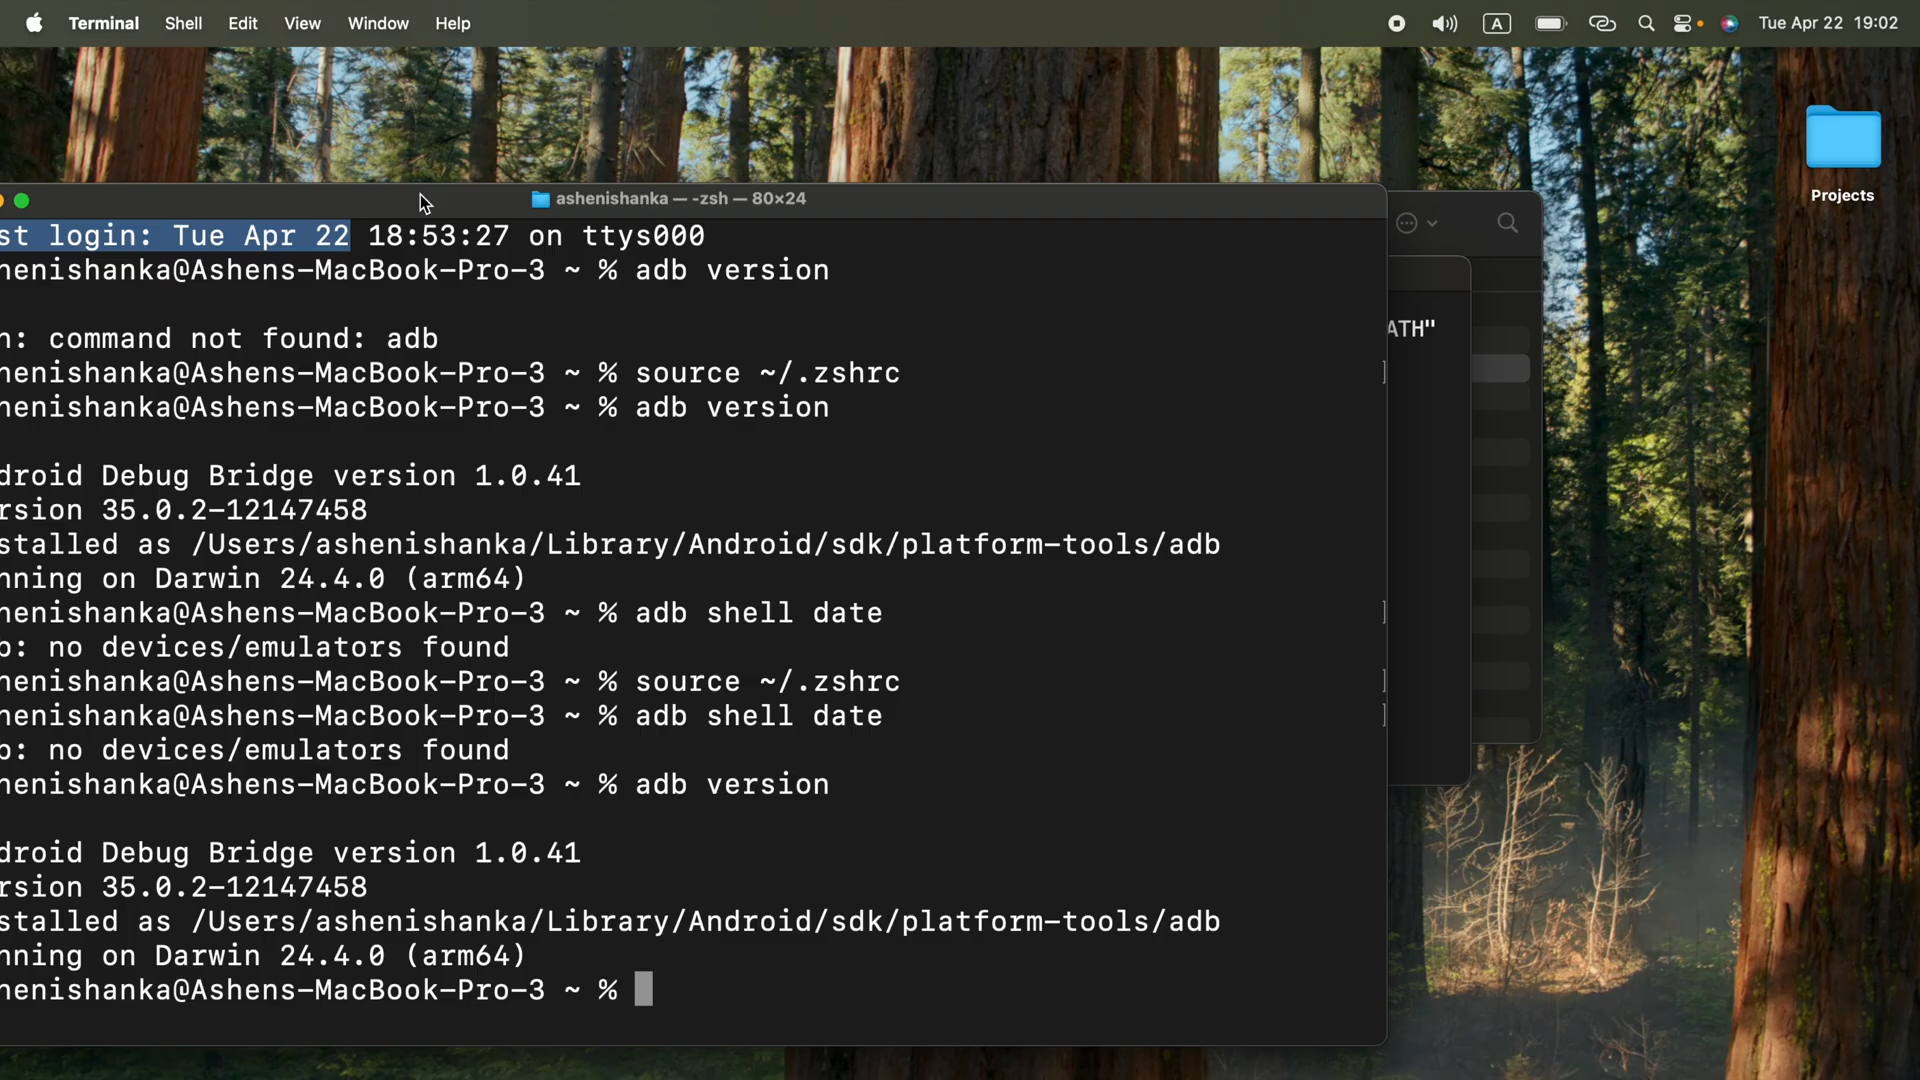 Terminal Shell Edit View Window Help A Tue Apr 22 19:02
Projects
ashenishanka — -zsh — 80×24
st login: Tue Apr 22 18:53:27 on ttys000
henishanka@Ashens-MacBook-Pro-3 ~ % adb version
n: command not found: adb
henishanka@Ashens-MacBook-Pro-3 ~ % source ~/.zshrc
henishanka@Ashens-MacBook-Pro-3 ~ % adb version
droid Debug Bridge version 1.0.41
rsion 35.0.2-12147458
stalled as /Users/ashenishanka/Library/Android/sdk/platform-tools/adb
nning on Darwin 24.4.0 (arm64)
henishanka@Ashens-MacBook-Pro-3 ~ % adb shell date
b: no devices/emulators found
henishanka@Ashens-MacBook-Pro-3 ~ % source ~/.zshrc
henishanka@Ashens-MacBook-Pro-3 ~ % adb shell date
b: no devices/emulators found
henishanka@Ashens-MacBook-Pro-3 ~ % adb version
droid Debug Bridge version 1.0.41
rsion 35.0.2-12147458
stalled as /Users/ashenishanka/Library/Android/sdk/platform-tools/adb
nning on Darwin 24.4.0 (arm64)
henishanka@Ashens-MacBook-Pro-3 ~ %
ATH"